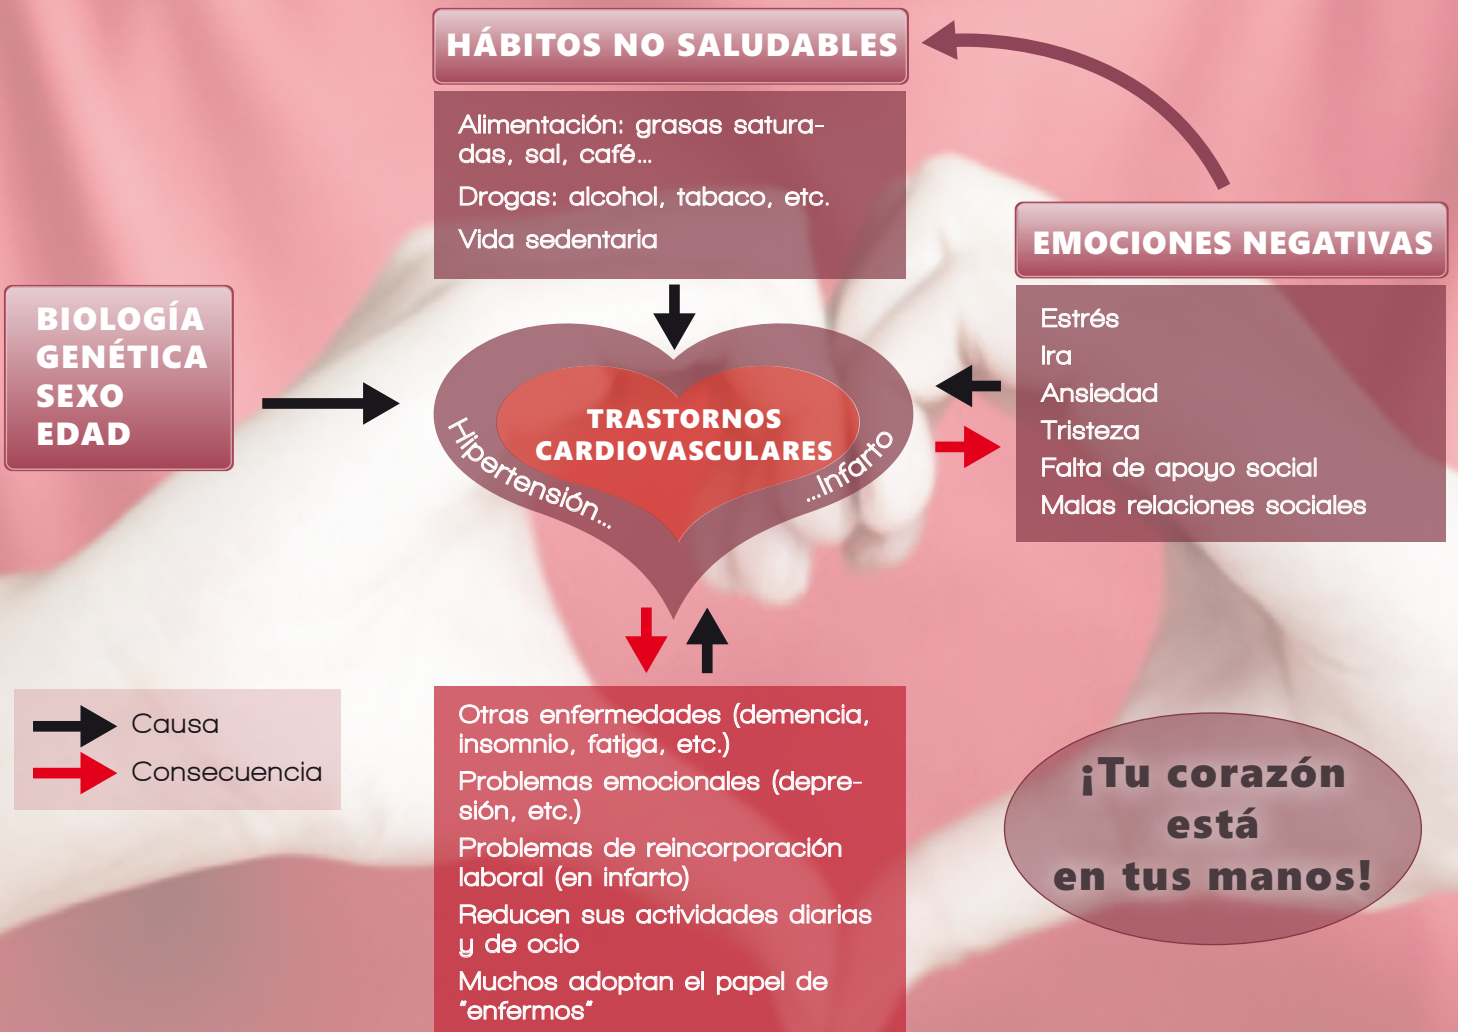 HÁBITOS NO SALUDABLES
Alimentación: grasas satura-
das, sal, café...
Drogas: alcohol, tabaco, etc.
Vida sedentaria
EMOCIONES NEGATIVAS
Estrés
Ira
Ansiedad
Tristeza
Falta de apoyo social
Malas relaciones sociales
BIOLOGÍA
GENÉTICA
SEXO
EDAD
TRASTORNOS
CARDIOVASCULARES
Hipertensión...
...Infarto
Causa
Consecuencia
Otras enfermedades (demencia,
insomnio, fatiga, etc.)
Problemas emocionales (depre-
sión, etc.)
Problemas de reincorporación
laboral (en infarto)
Reducen sus actividades diarias
y de ocio
Muchos adoptan el papel de
"enfermos"
¡Tu corazón
está
en tus manos!